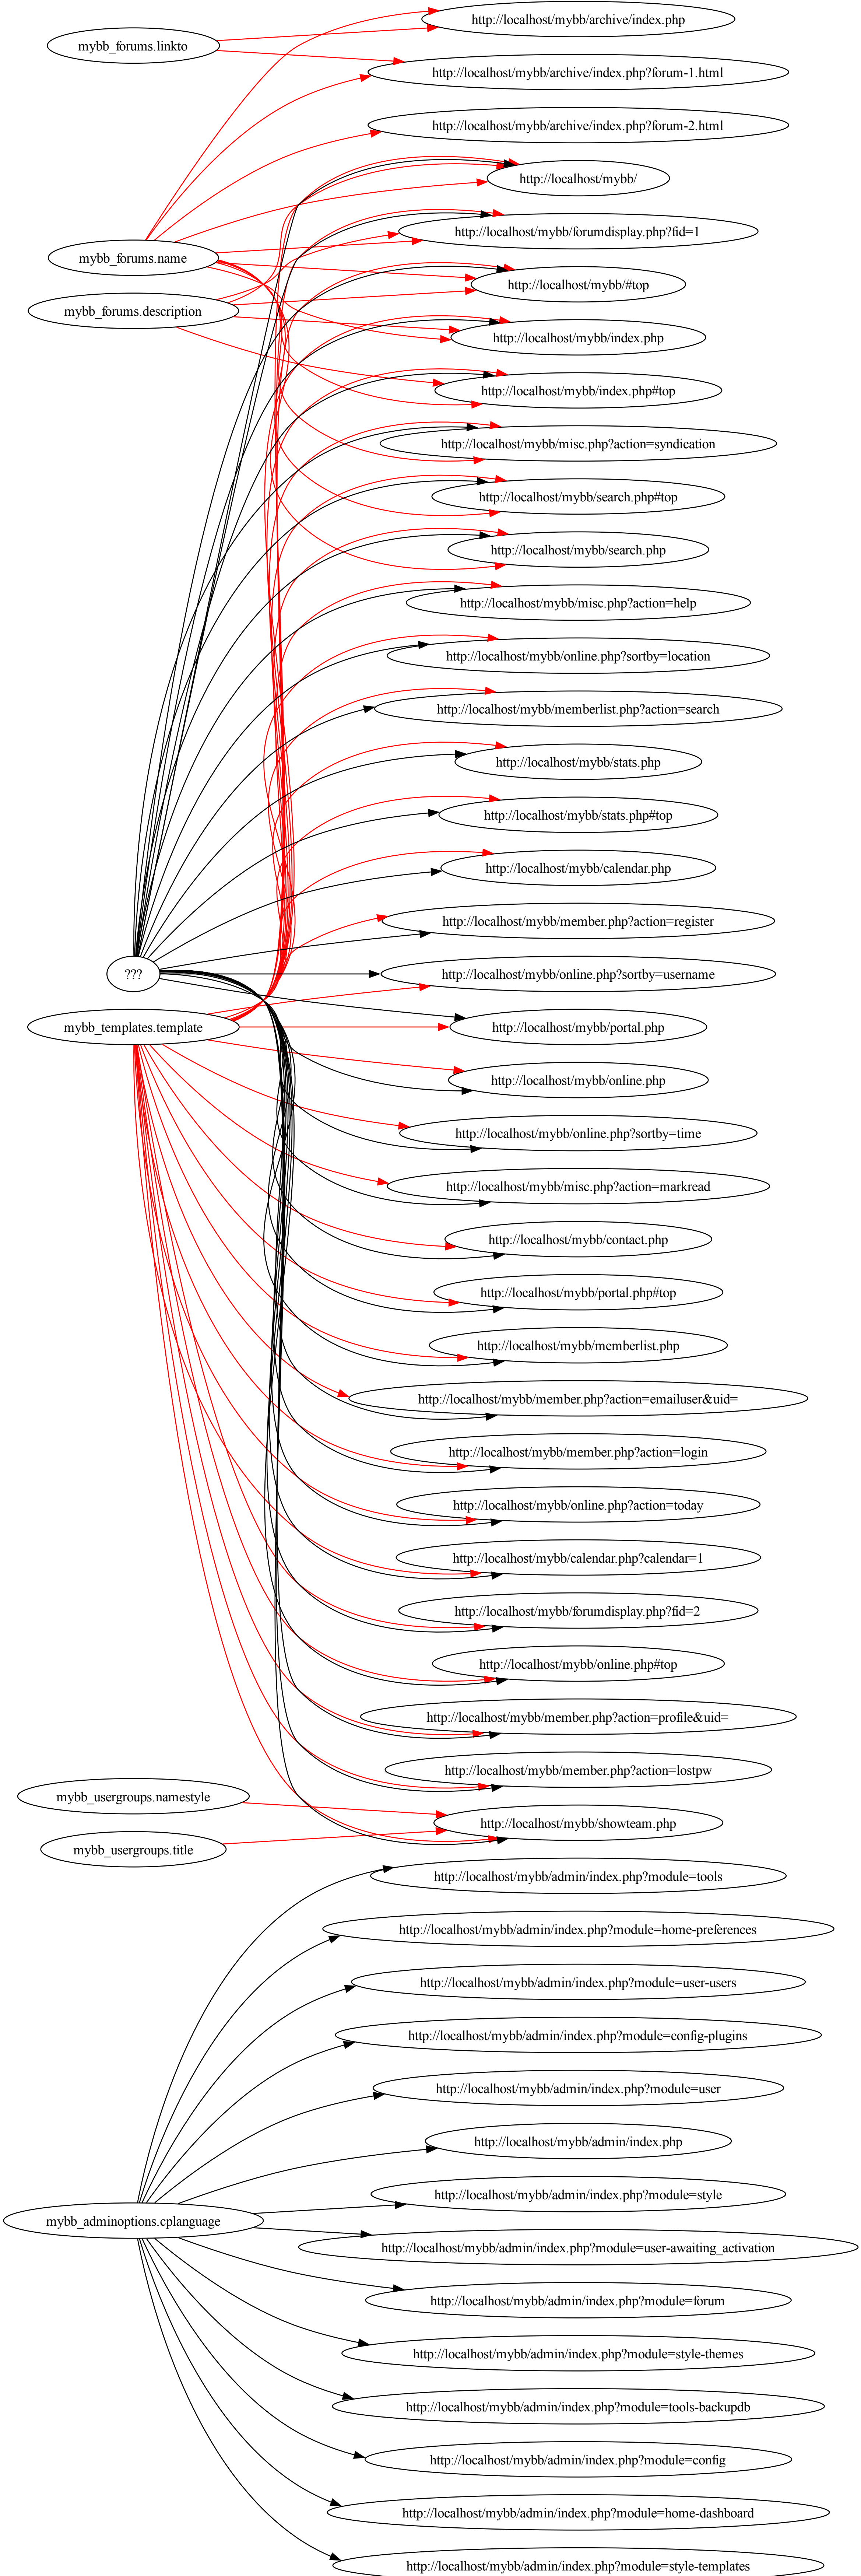 http://localhost/mybb/archive/index.php
mybb_forums.linkto
http://localhost/mybb/archive/index.php?forum-1.html
http://localhost/mybb/archive/index.php?forum-2.html
http://localhost/mybb/
http://localhost/mybb/forumdisplay.php?fid=1
mybb_forums.name
http://localhost/mybb/#top
mybb_forums.description
http://localhost/mybb/index.php
http://localhost/mybb/index.php#top
http://localhost/mybb/misc.php?action=syndication
http://localhost/mybb/search.php#top
http://localhost/mybb/search.php
http://localhost/mybb/misc.php?action=help
http://localhost/mybb/online.php?sortby=location
http://localhost/mybb/memberlist.php?action=search
http://localhost/mybb/stats.php
http://localhost/mybb/stats.php#top
http://localhost/mybb/calendar.php
http://localhost/mybb/member.php?action=register
???
http://localhost/mybb/online.php?sortby=username
mybb_templates.template
http://localhost/mybb/portal.php
http://localhost/mybb/online.php
http://localhost/mybb/online.php?sortby=time
http://localhost/mybb/misc.php?action=markread
http://localhost/mybb/contact.php
http://localhost/mybb/portal.php#top
http://localhost/mybb/memberlist.php
http://localhost/mybb/member.php?action=emailuser&uid=
http://localhost/mybb/member.php?action=login
http://localhost/mybb/online.php?action=today
http://localhost/mybb/calendar.php?calendar=1
http://localhost/mybb/forumdisplay.php?fid=2
http://localhost/mybb/online.php#top
http://localhost/mybb/member.php?action=profile&uid=
http://localhost/mybb/member.php?action=lostpw
mybb_usergroups.namestyle
http://localhost/mybb/showteam.php
mybb_usergroups.title
http://localhost/mybb/admin/index.php?module=tools
http://localhost/mybb/admin/index.php?module=home-preferences
http://localhost/mybb/admin/index.php?module=user-users
http://localhost/mybb/admin/index.php?module=config-plugins
http://localhost/mybb/admin/index.php?module=user
http://localhost/mybb/admin/index.php
http://localhost/mybb/admin/index.php?module=style
mybb_adminoptions.cplanguage
http://localhost/mybb/admin/index.php?module=user-awaiting_activation
http://localhost/mybb/admin/index.php?module=forum
http://localhost/mybb/admin/index.php?module=style-themes
http://localhost/mybb/admin/index.php?module=tools-backupdb
http://localhost/mybb/admin/index.php?module=config
http://localhost/mybb/admin/index.php?module=home-dashboard
http://localhost/mybb/admin/index.php?module=style-templates